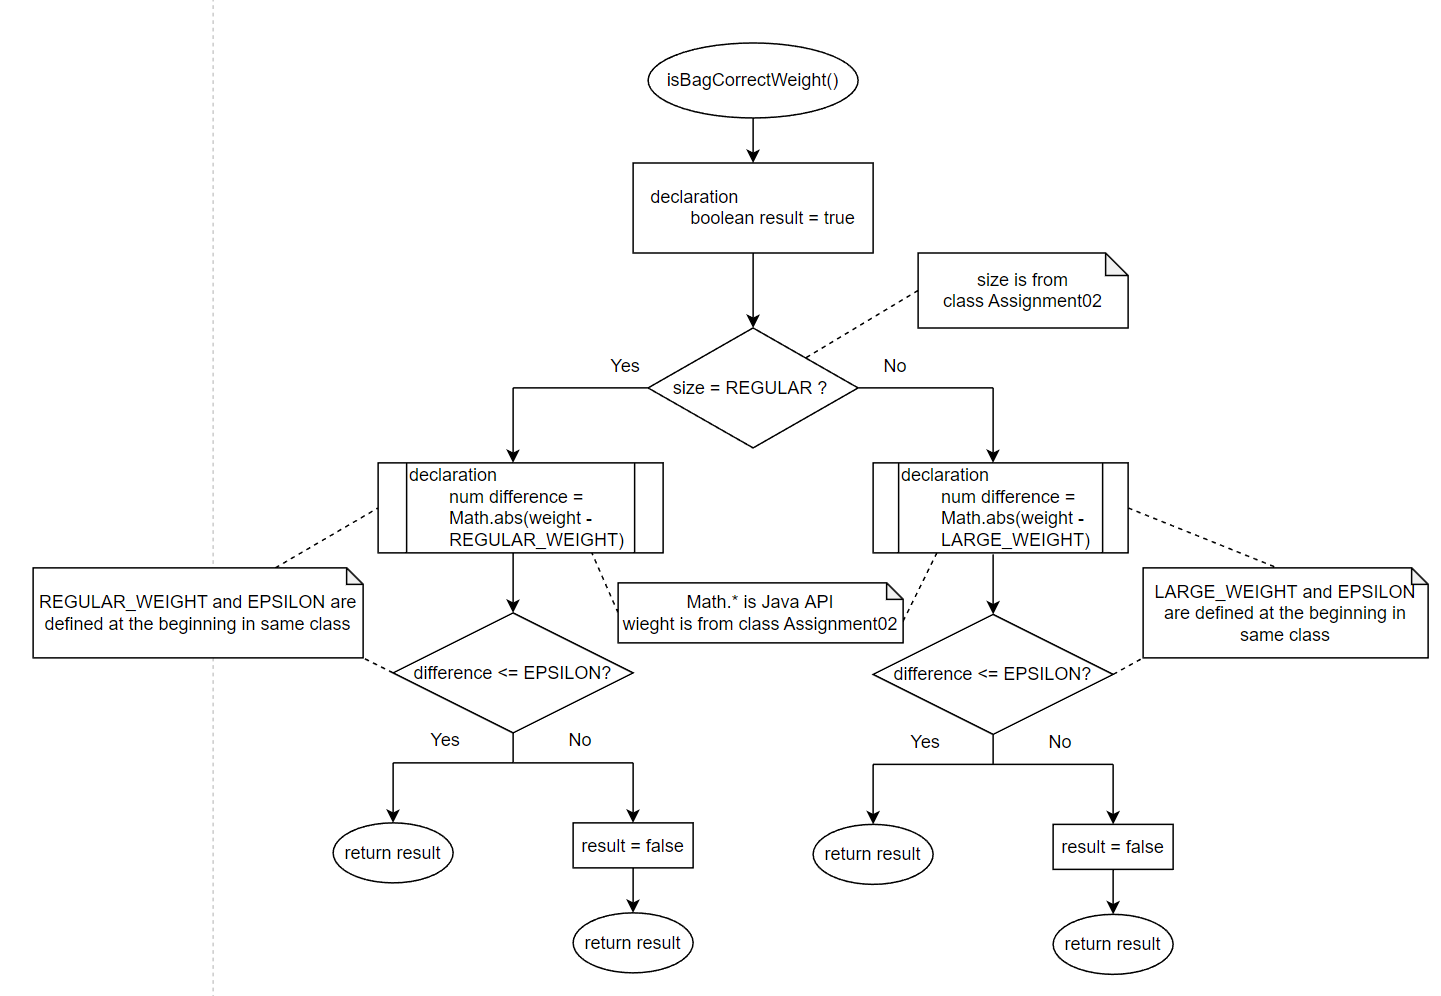 isBagCorrectWeight()
declaration
boolean result = true
size is from
class Assignment02
Yes
No
size = REGULAR ?
declaration
num difference =
Math.abs(weight -
REGULAR_WEIGHT)
declaration
num difference =
Math.abs(weight -
LARGE_WEIGHT)
REGULAR_WEIGHT and EPSILON are
defined at the beginning in same class
Math.* is Java API
wieght is from class Assignment02
LARGE_WEIGHT and EPSILON
are defined at the beginning in
same class
difference <= EPSILON?
difference <= EPSILON?
Yes
No
Yes
No
return result
result = false
return result
result = false
return result
return result